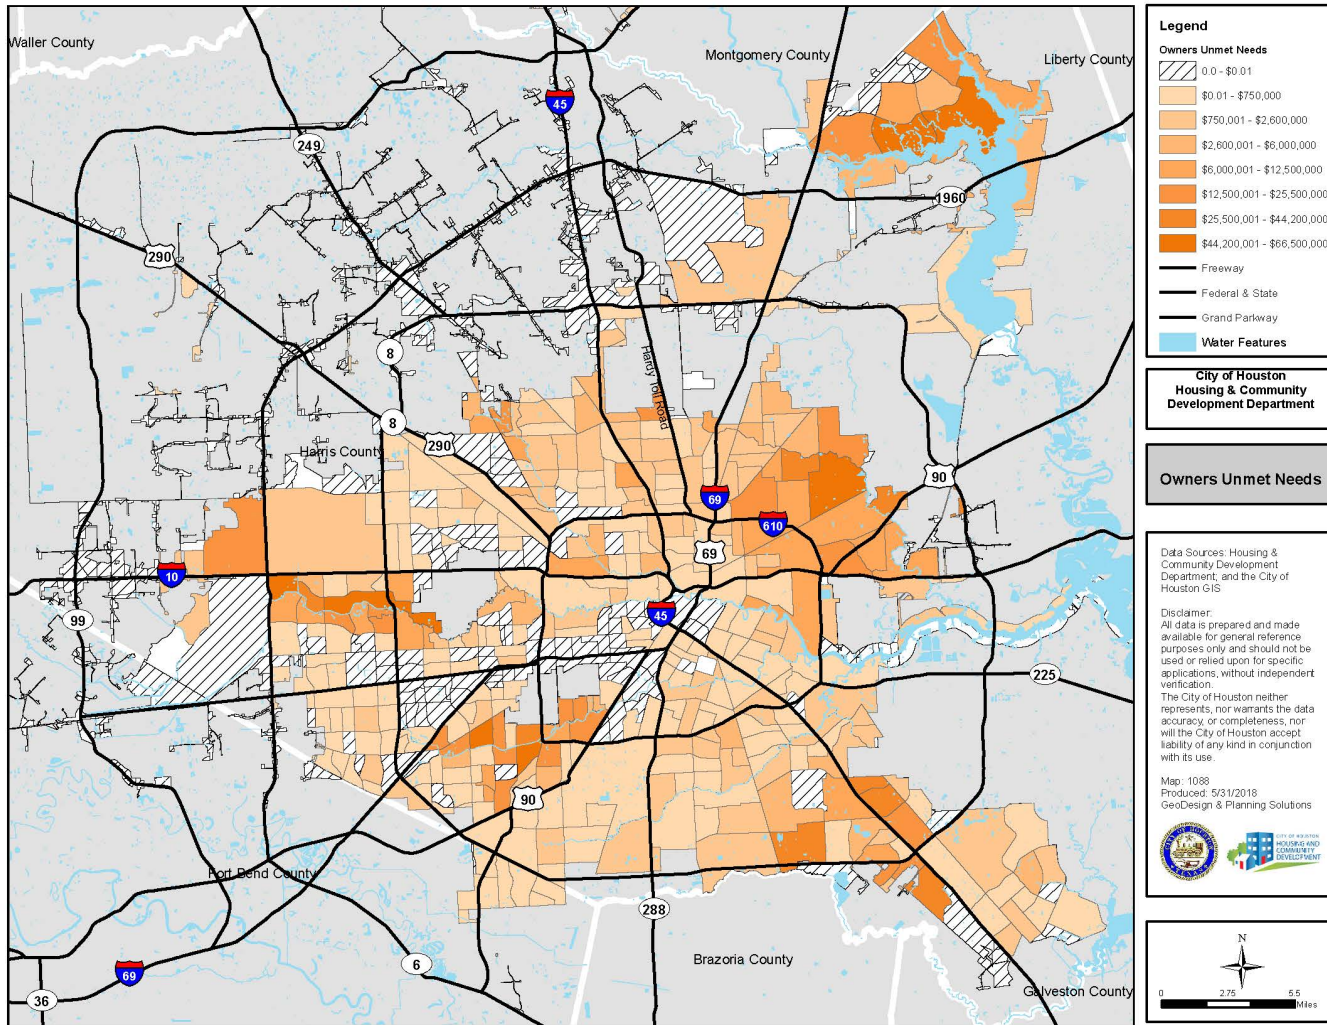 Waller County
Montgomery County
Liberty County
45
249
1960
290
8
Hardy Toll Road
8
290
Harris County
90
69
610
69
10
45
99
225
90
Fort Bend County
288
Brazoria County
6
69
36
Galveston County
Legend
Owners Unmet Needs
0.0 - $0.01
$0.01 - $750,000
$750,001 - $2,600,000
$2,600,001 - $6,000,000
$6,000,001 - $12,500,000
$12,500,001 - $25,500,000
$25,500,001 - $44,200,000
$44,200,001 - $66,500,000
Freeway
Federal & State
Grand Parkway
Water Features
City of Houston
Housing & Community
Development Department
Owners Unmet Needs
Data Sources: Housing &
Community Development
Department; and the City of
Houston GIS
Disclaimer:
All data is prepared and made
available for general reference
purposes only and should not be
used or relied upon for specific
applications, without independent
verification.
The City of Houston neither
represents, nor warrants the data
accuracy, or completeness, nor
will the City of Houston accept
liability of any kind in conjunction
with its use.
Map: 1088
Produced: 5/31/2018
GeoDesign & Planning Solutions
CITY OF HOUSTON
HOUSING AND
COMMUNITY
DEVELOPMENT
N
0 2.75 5.5
Miles